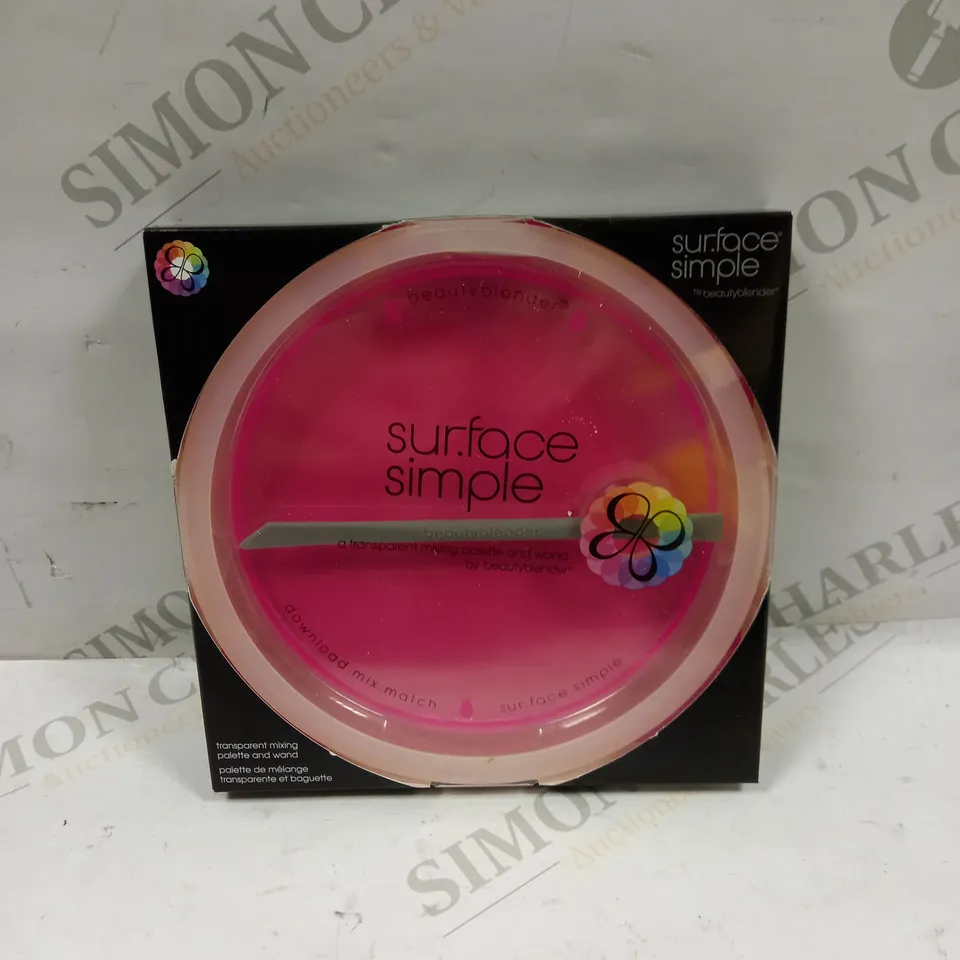 SIMON CHARLES
Auctioneers & Valuers
sur.face®
simple
by beautyblender®
beautyblender®
sur.face
simple
beautyblender
a transparent mixing palette and wand
by beautyblender®
download. mix. match
sur face simple
transparent mixing
palette and wand
palette de mélange
transparente et baguette